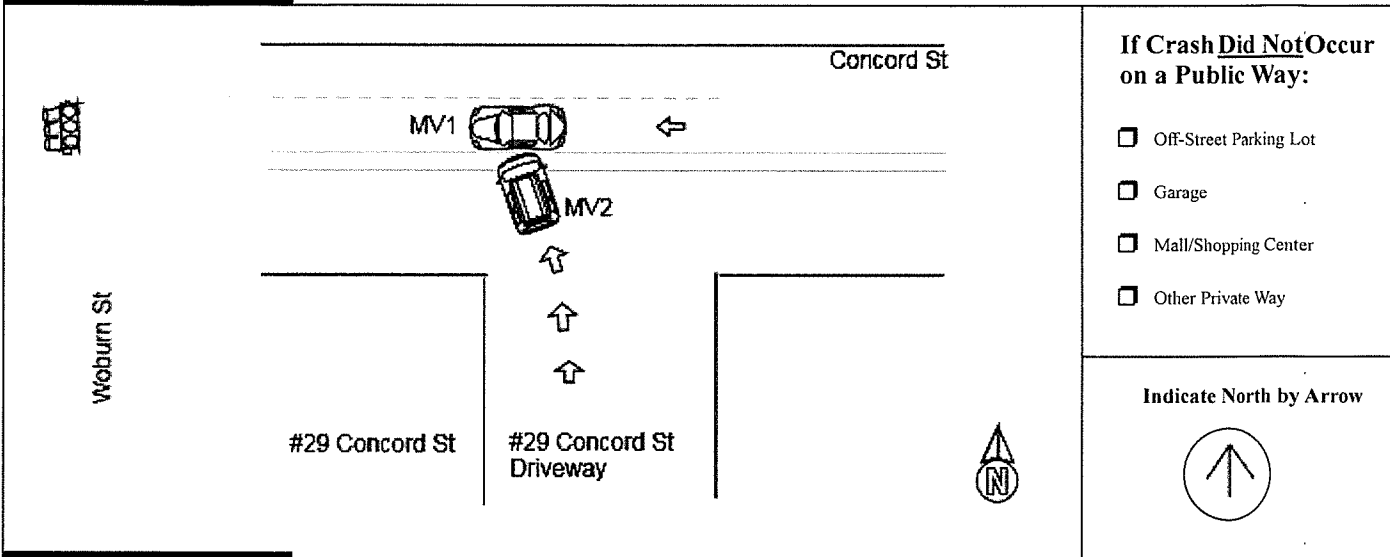 Concord St
MV1
MV2
Woburn St
#29 Concord St
#29 Concord St
Driveway
N
If Crash Did Not Occur
on a Public Way:
Off-Street Parking Lot
Garage
Mall/Shopping Center
Other Private Way
Indicate North by Arrow